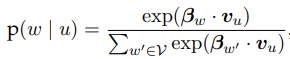 p(w | u) = exp(β_w · v_u) / ∑_{w′∈𝒱} exp(β_{w′} · v_u),